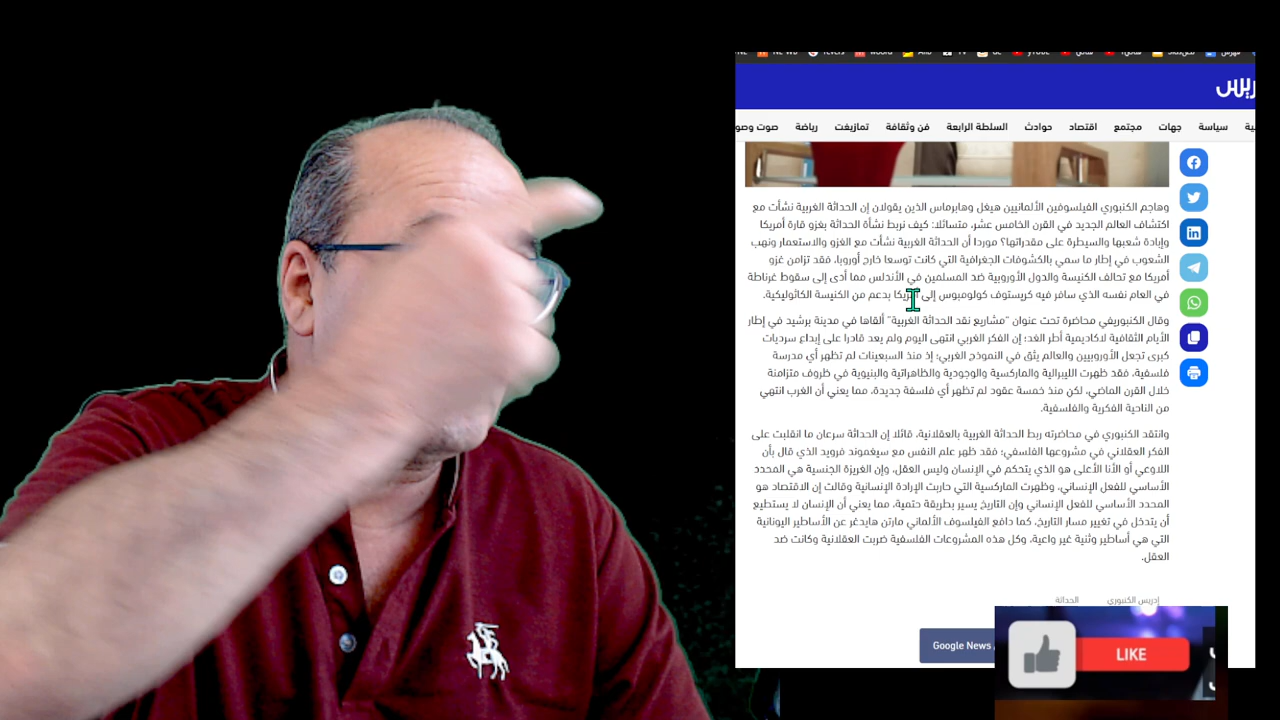 ريس
سياسة جهات مجتمع اقتصاد حوادث السلطة الرابعة فن وثقافة تمازيغت رياضة صوت وصو
وهاجم الكنبوري الفيلسوفين الألمانيين هيغل وهابرماس الذين يقولان إن الحداثة الغربية نشأت مع
اكتشاف العالم الجديد في القرن الخامس عشر، متسائلا: كيف نربط نشأة الحداثة بغزو قارة أمريكا
وإبادة شعبها والسيطرة على مقدراتها؟ موردا أن الحداثة الغربية نشأت مع الغزو والاستعمار ونهب
الشعوب في إطار ما سمي بالكشوفات الجغرافية التي كانت توسعا خارج أوروبا، فقد تزامن غزو
أمريكا مع تحالف الكنيسة والدول الأوروبية ضد المسلمين في الأندلس مما أدى إلى سقوط غرناطة
في العام نفسه الذي سافر فيه كريستوف كولومبوس إلى أمريكا بدعم من الكنيسة الكاثوليكية.
وقال الكنبوريفي محاضرة تحت عنوان "مشاريع نقد الحداثة الغربية" ألقاها في مدينة برشيد في إطار
الأيام الثقافية لاكاديمية أطر الغد: إن الفكر الغربي انتهى اليوم ولم يعد قادرا على إبداع سرديات
كبرى تجعل الأوروبيين والعالم يثق في النموذج الغربي؛ إذ منذ السبعينات لم تظهر أي مدرسة
فلسفية. فقد ظهرت الليبرالية والماركسية والوجودية والظاهراتية والبنيوية في ظروف متزامنة
خلال القرن الماضي، لكن منذ خمسة عقود لم تظهر أي فلسفة جديدة، مما يعني أن الغرب انتهى
من الناحية الفكرية والفلسفية.
وانتقد الكنبوري في محاضرته ربط الحداثة الغربية بالعقلانية، قائلا إن الحداثة سرعان ما انقلبت على
الفكر العقلاني في مشروعها الفلسفي؛ فقد ظهر علم النفس مع سيغموند فرويد الذي قال بأن
اللاوعي أو الأنا الأعلى هو الذي يتحكم في الإنسان وليس العقل، وإن الغريزة الجنسية هي المحدد
الأساسي للفعل الإنساني، وظهرت الماركسية التي حاربت الإرادة الإنسانية وقالت إن الاقتصاد هو
المحدد الأساسي للفعل الإنساني وإن التاريخ يسير بطريقة حتمية، مما يعني أن الإنسان لا يستطيع
أن يتدخل في تغيير مسار التاريخ، كما دافع الفيلسوف الألماني مارتن هايدغر عن الأساطير اليونانية
التي هي أساطير وثنية غير واعية، وكل هذه المشروعات الفلسفية ضربت العقلانية وكانت ضد
العقل.
إدريس الكنبوري الحداثة
Google News
LIKE